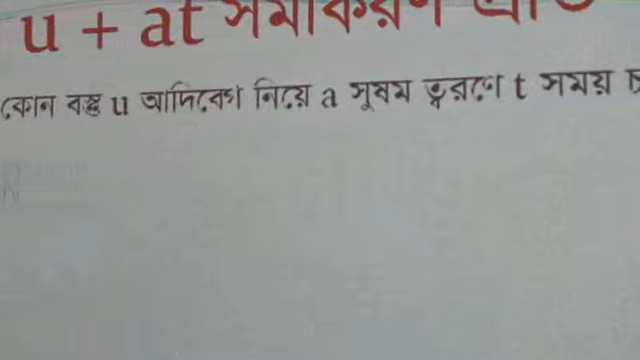 u + at সমীকরণ
কোন বস্তু u আদিবেগ নিয়ে a সুষম ত্বরণে t সময়